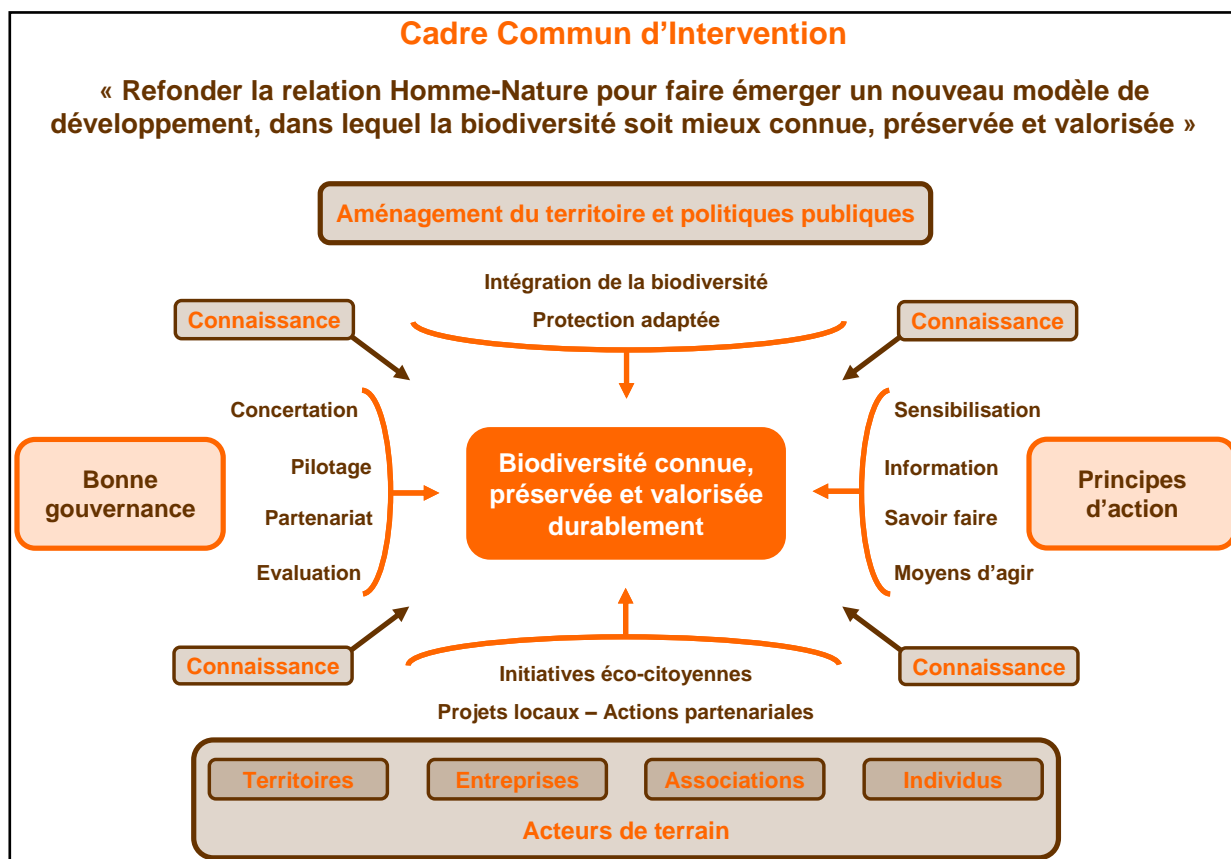 Cadre Commun d’Intervention
« Refonder la relation Homme-Nature pour faire émerger un nouveau modèle de
développement, dans lequel la biodiversité soit mieux connue, préservée et valorisée »
Aménagement du territoire et politiques publiques
Intégration de la biodiversité
Protection adaptée
Connaissance
Connaissance
Concertation
Pilotage
Partenariat
Evaluation
Bonne
gouvernance
Biodiversité connue,
préservée et valorisée
durablement
Sensibilisation
Information
Savoir faire
Moyens d’agir
Principes
d’action
Connaissance
Connaissance
Initiatives éco-citoyennes
Projets locaux – Actions partenariales
Territoires
Entreprises
Associations
Individus
Acteurs de terrain